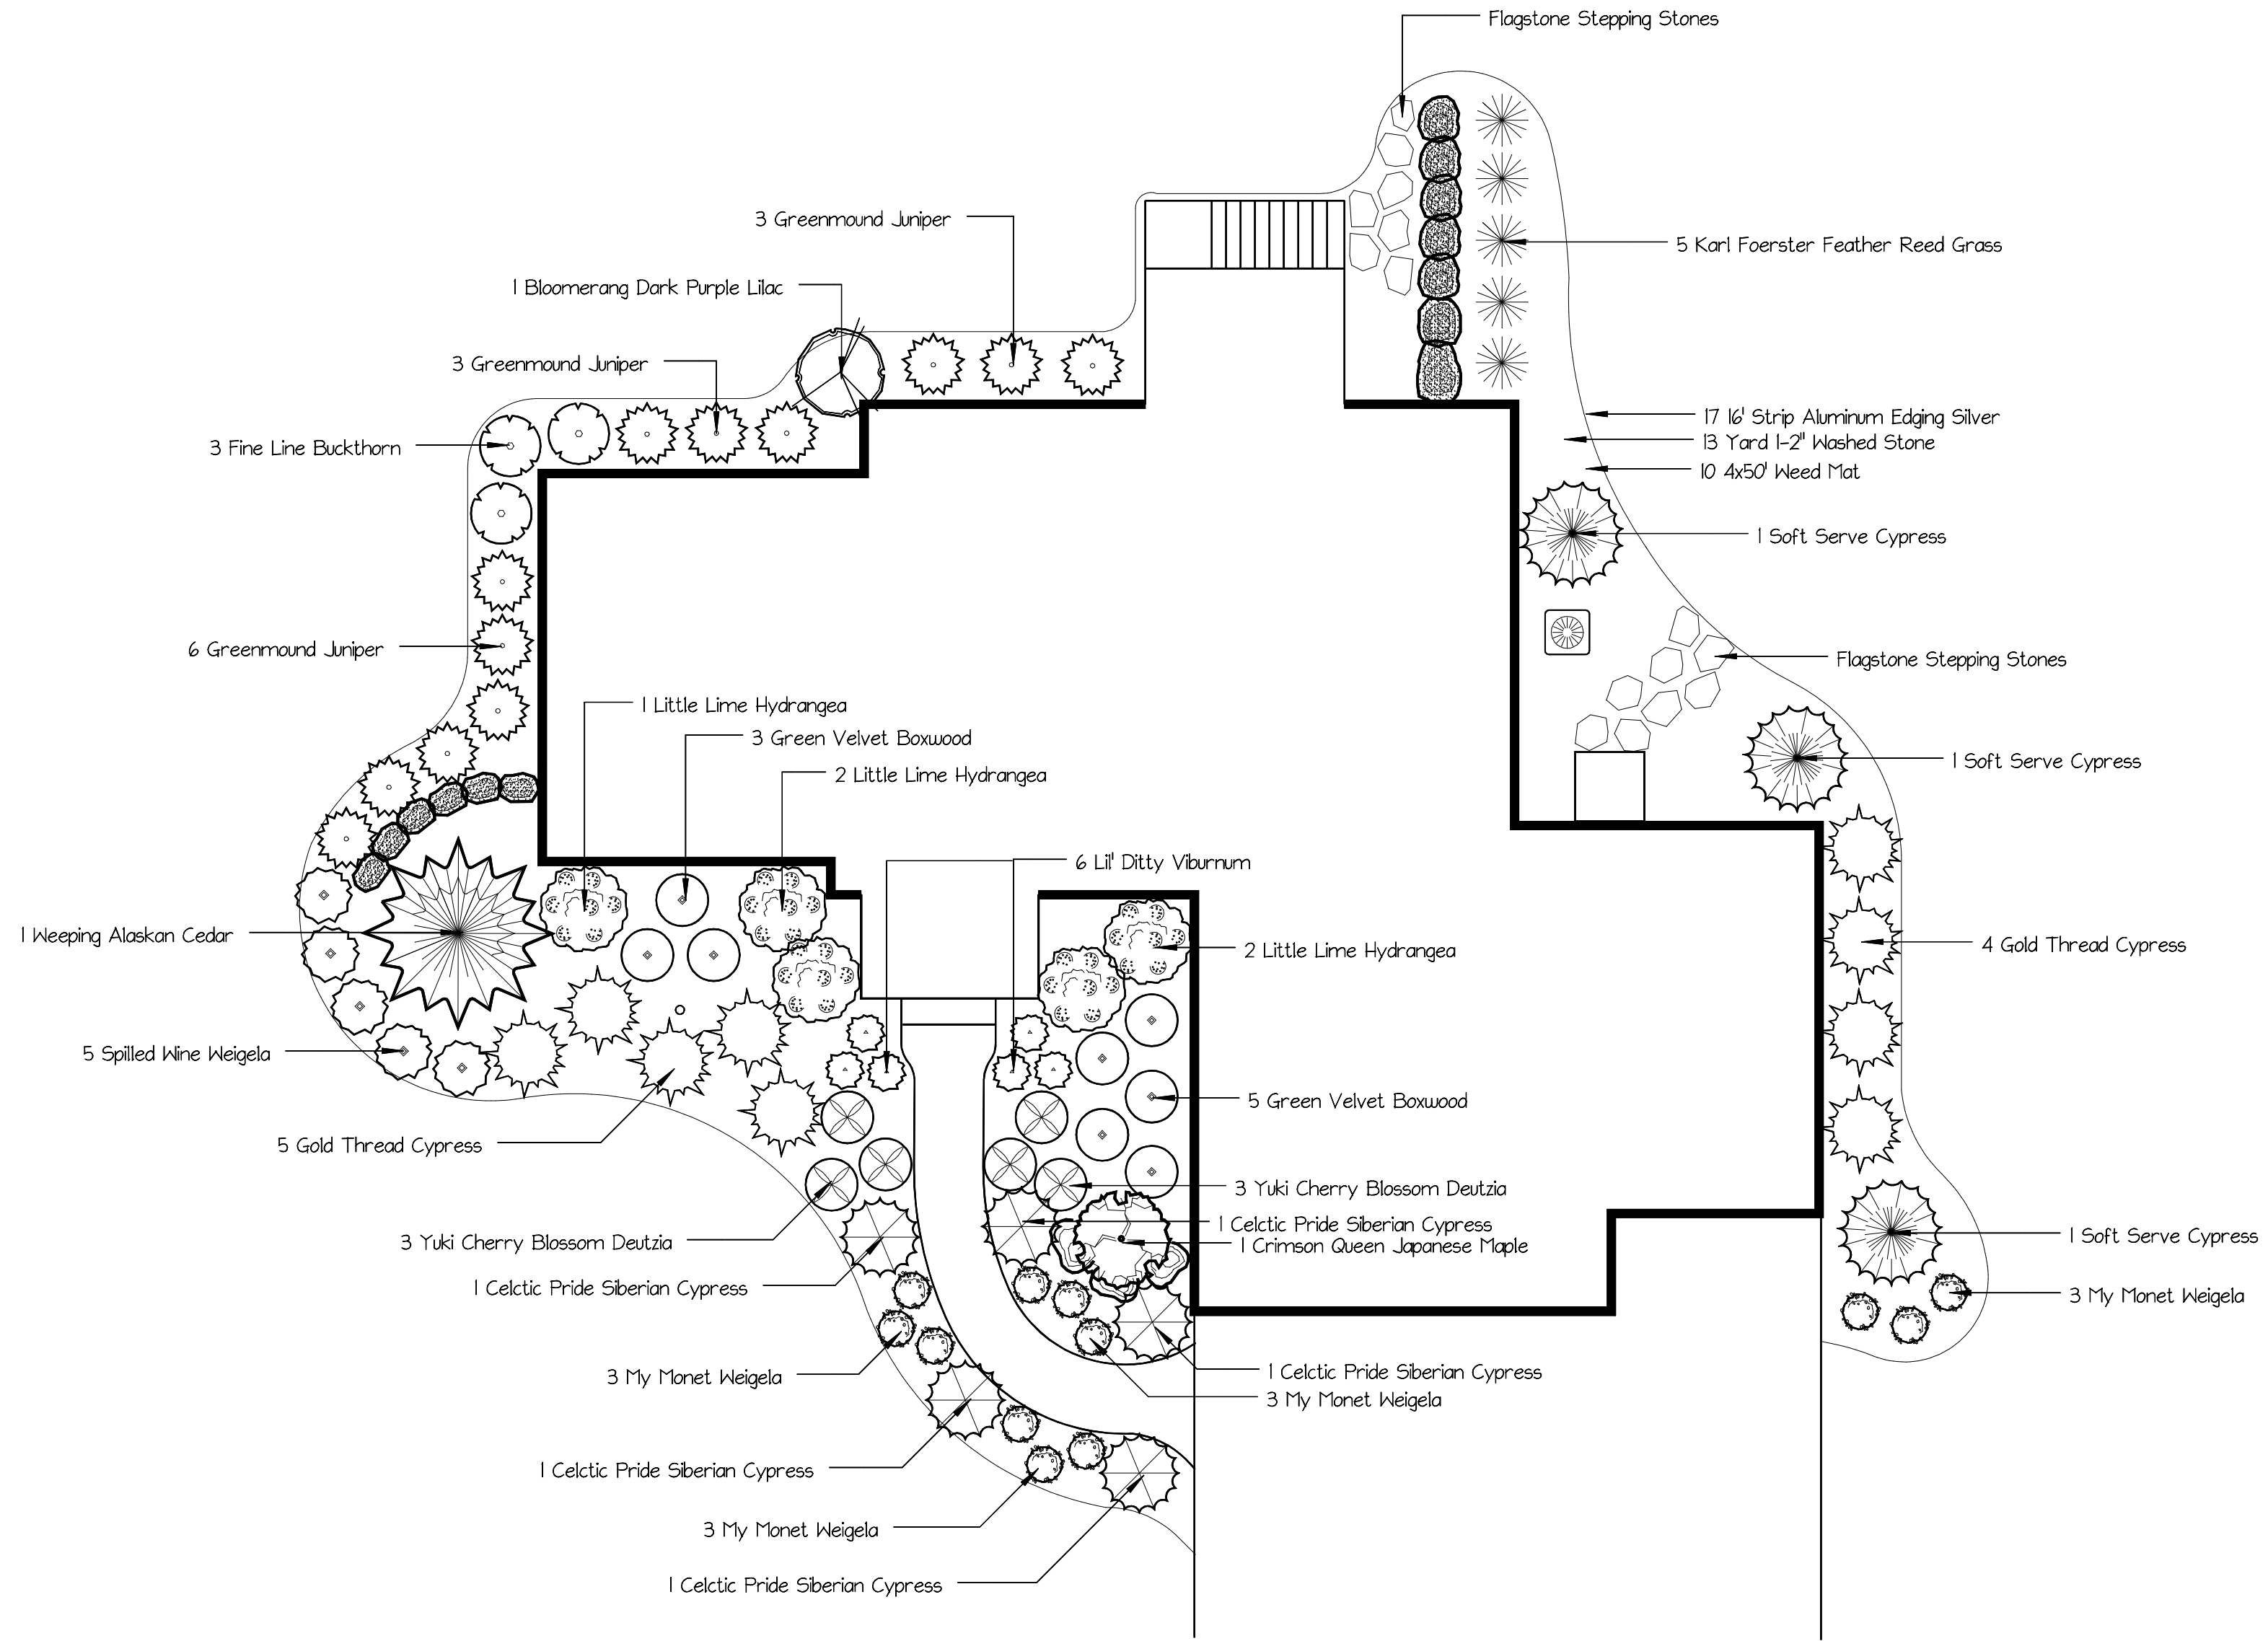 Flagstone Stepping Stones
3 Greenmound Juniper
5 Karl Foerster Feather Reed Grass
1 Bloomerang Dark Purple Lilac
3 Greenmound Juniper
17 16' Strip Aluminum Edging Silver
3 Fine Line Buckthorn
13 Yard 1-2" Washed Stone
10 4x50' Weed Mat
1 Soft Serve Cypress
6 Greenmound Juniper
Flagstone Stepping Stones
1 Little Lime Hydrangea
3 Green Velvet Boxwood
1 Soft Serve Cypress
2 Little Lime Hydrangea
6 Lil' Ditty Viburnum
1 Weeping Alaskan Cedar
4 Gold Thread Cypress
2 Little Lime Hydrangea
5 Spilled Wine Weigela
5 Green Velvet Boxwood
5 Gold Thread Cypress
3 Yuki Cherry Blossom Deutzia
1 Celctic Pride Siberian Cypress
1 Soft Serve Cypress
3 Yuki Cherry Blossom Deutzia
1 Crimson Queen Japanese Maple
1 Celctic Pride Siberian Cypress
3 My Monet Weigela
1 Celctic Pride Siberian Cypress
3 My Monet Weigela
3 My Monet Weigela
1 Celctic Pride Siberian Cypress
3 My Monet Weigela
1 Celctic Pride Siberian Cypress